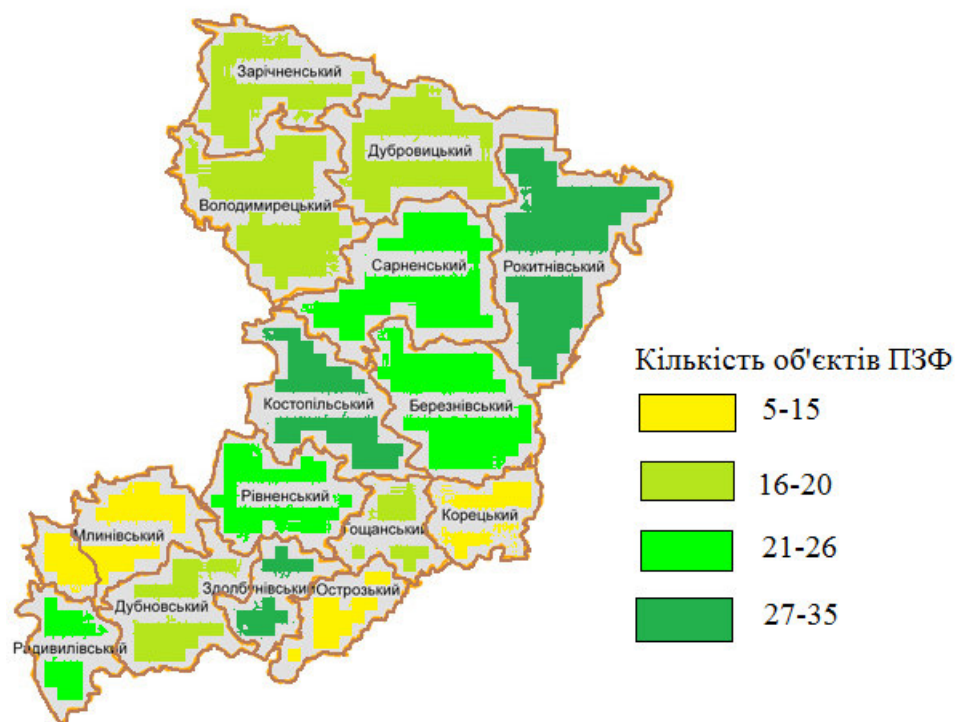 Зарічненський
Дубровицький
Володимирецький
Сарненський
Рокитнівський
Кількість об'єктів ПЗФ
5-15
16-20
21-26
27-35
Костопільський
Березнівський
Рівненський
Гощанський
Корецький
Млинівський
Здолбунівський
Острозький
Дубновський
Радивилівський